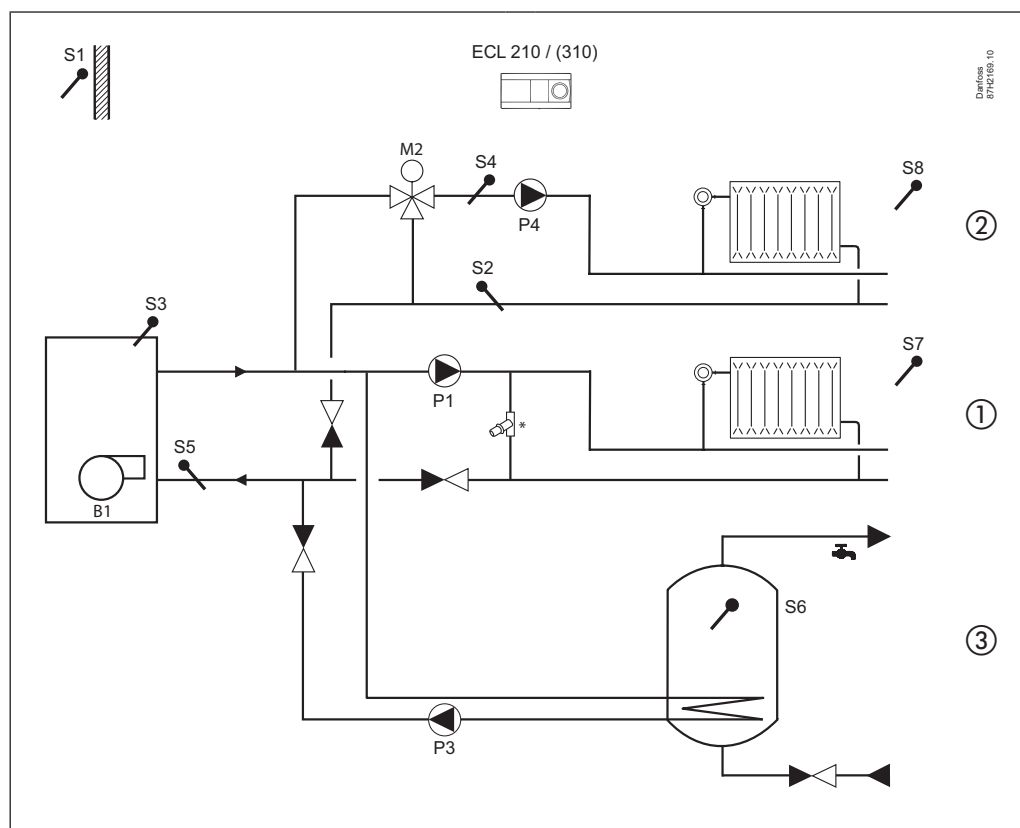 S1
ECL 210 / (310)
Danfoss
87H2169.10
M2
S4
P4
S8
②
S2
S3
S7
P1
*
①
S5
B1
S6
③
P3